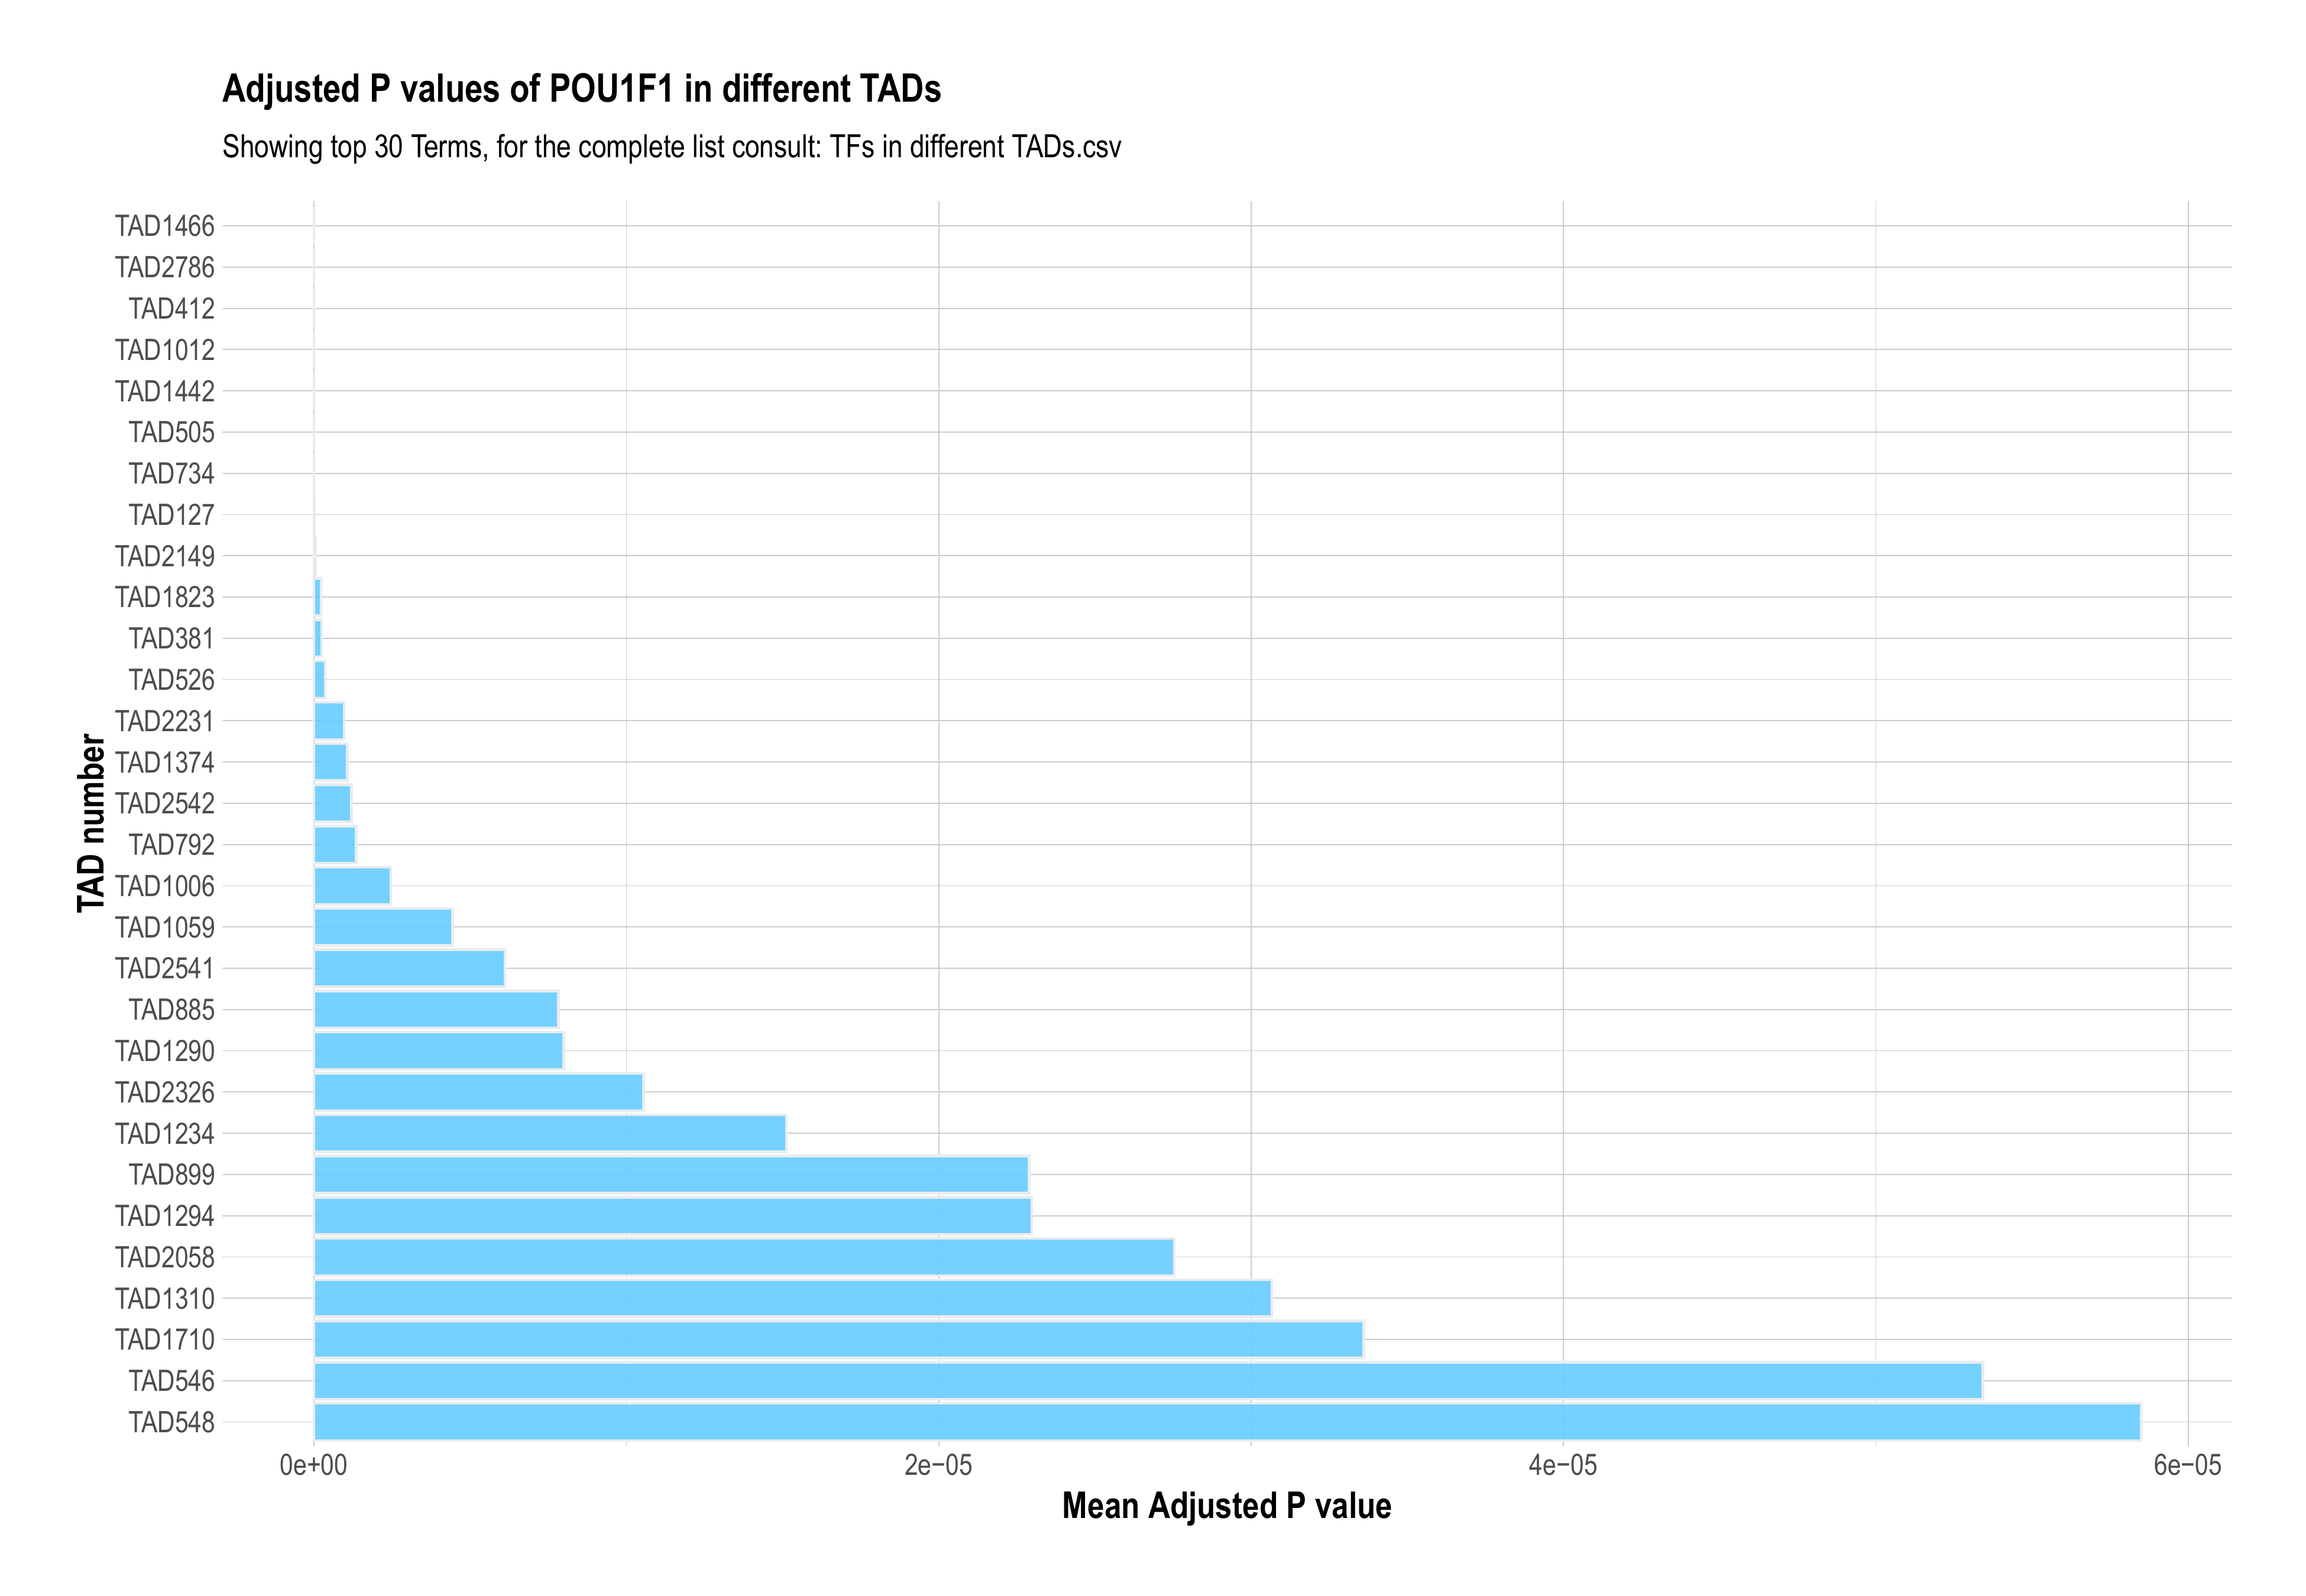 Adjusted P values of POU1F1 in different TADs
Showing top 30 Terms, for the complete list consult: TFs in different TADs.csv
TAD number
TAD1466
TAD2786
TAD412
TAD1012
TAD1442
TAD505
TAD734
TAD127
TAD2149
TAD1823
TAD381
TAD526
TAD2231
TAD1374
TAD2542
TAD792
TAD1006
TAD1059
TAD2541
TAD885
TAD1290
TAD2326
TAD1234
TAD899
TAD1294
TAD2058
TAD1310
TAD1710
TAD546
TAD548
0e+00 2e−05 4e−05 6e−05
Mean Adjusted P value